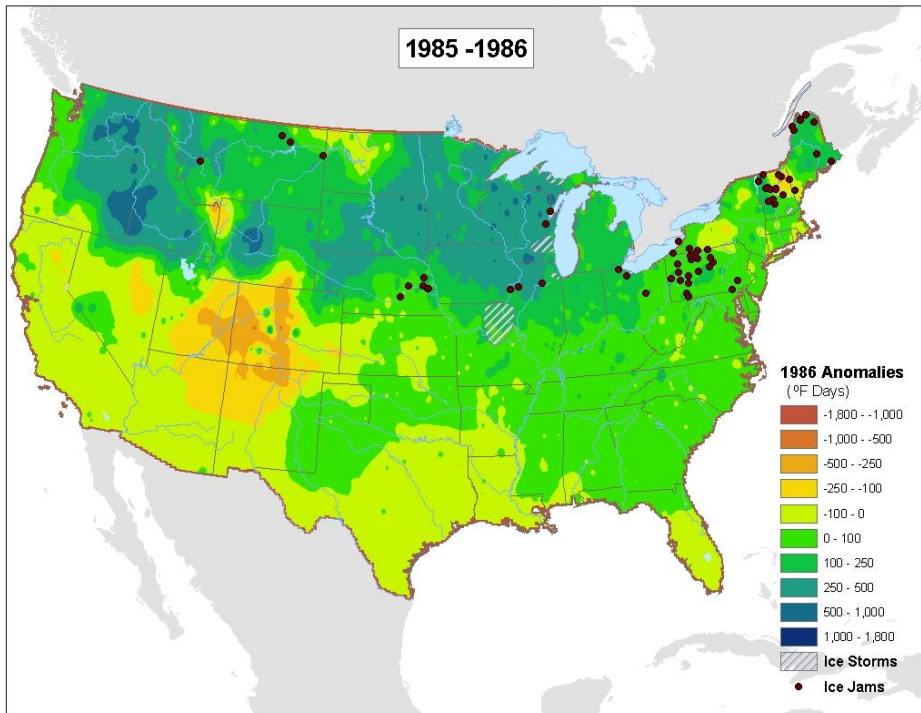 1985 -1986
1986 Anomalies
(ºF Days)
-1,800 - -1,000
-1,000 - -500
-500 - -250
-250 - -100
-100 - 0
0 - 100
100 - 250
250 - 500
500 - 1,000
1,000 - 1,800
Ice Storms
Ice Jams